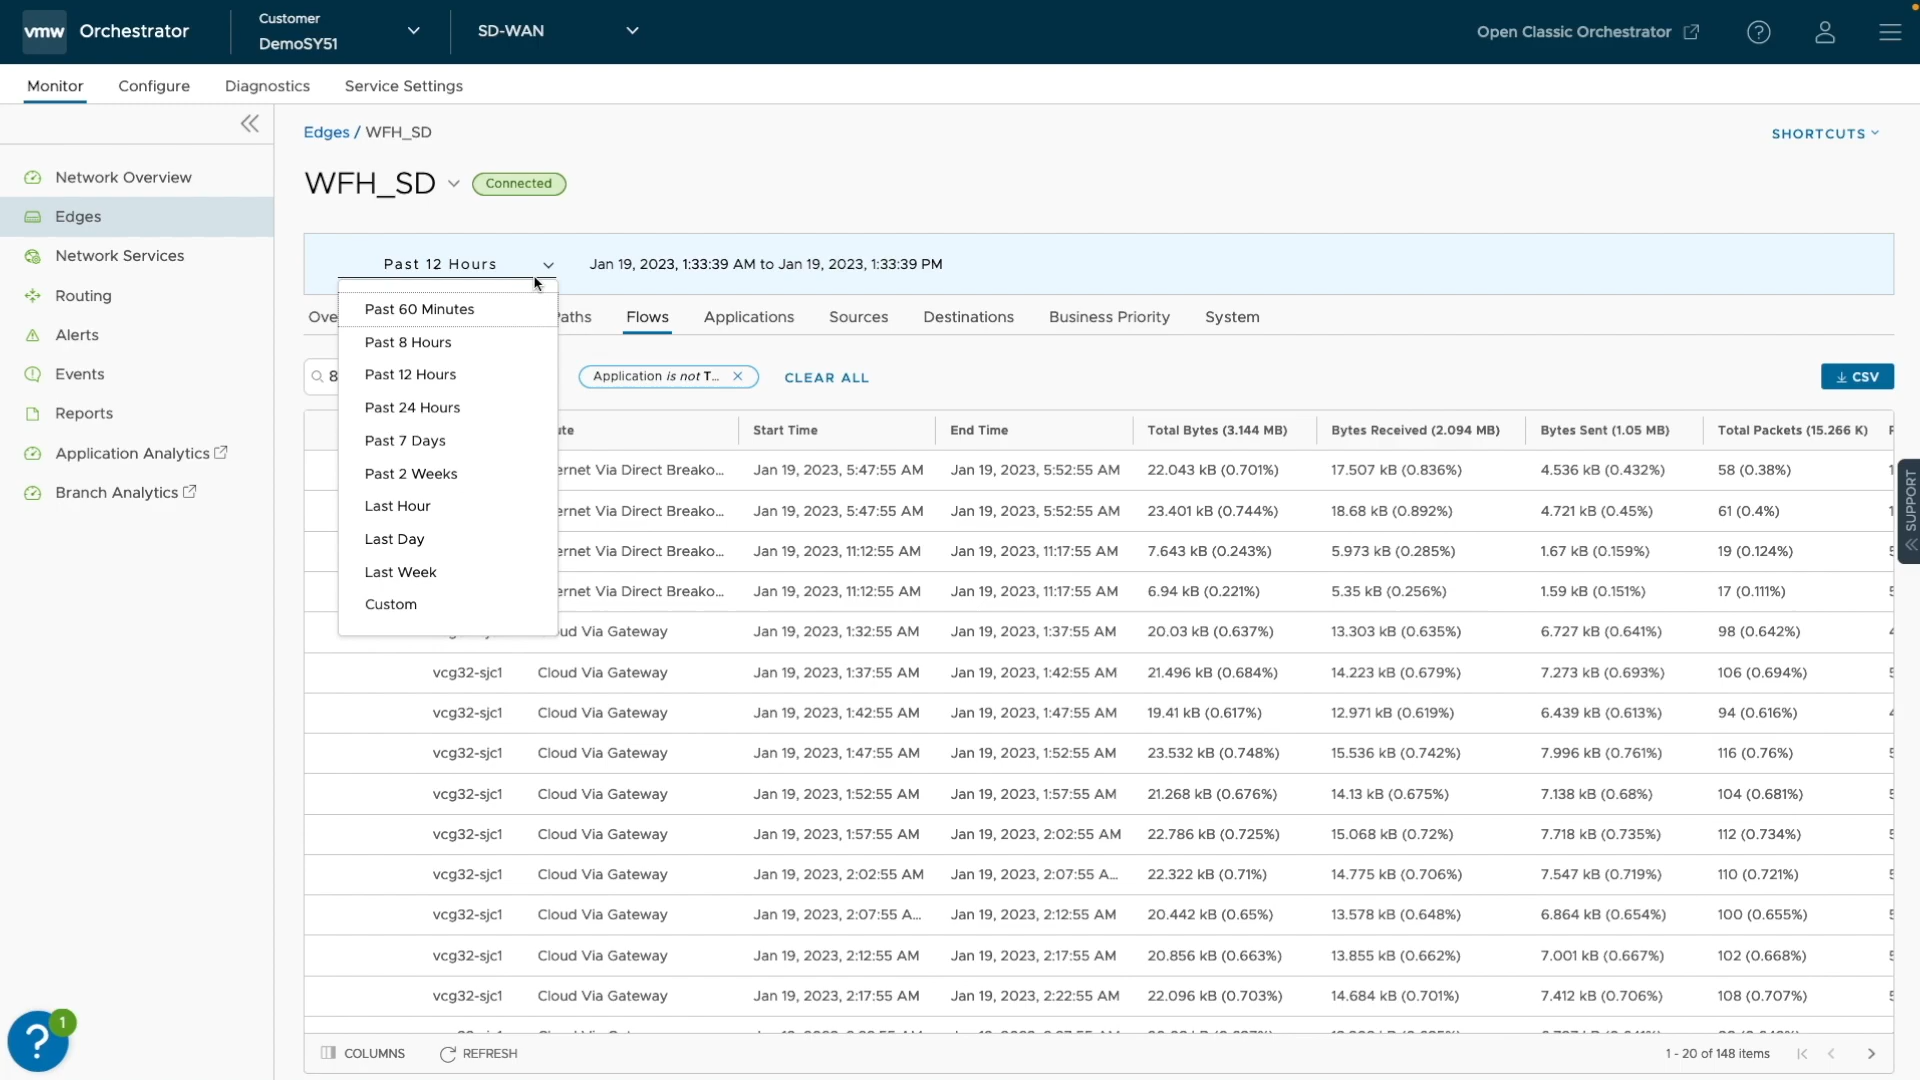 vmw Orchestrator
Customer
DemoSY51
SD-WAN
Open Classic Orchestrator
Monitor Configure Diagnostics Service Settings
Network Overview
Edges
Network Services
Routing
Alerts
Events
Reports
Application Analytics
Branch Analytics
Edges / WFH_SD
SHORTCUTS
WFH_SD Connected
Past 12 Hours Jan 19, 2023, 1:33:39 AM to Jan 19, 2023, 1:33:39 PM
Past 60 Minutes
Past 8 Hours
Past 12 Hours
Past 24 Hours
Past 7 Days
Past 2 Weeks
Last Hour
Last Day
Last Week
Custom
Flows Applications Sources Destinations Business Priority System
8 Application is not T... CLEAR ALL CSV
Start Time End Time Total Bytes (3.144 MB) Bytes Received (2.094 MB) Bytes Sent (1.05 MB) Total Packets (15.266 K)
ernet Via Direct Breako... Jan 19, 2023, 5:47:55 AM Jan 19, 2023, 5:52:55 AM 22.043 kB (0.701%) 17.507 kB (0.836%) 4.536 kB (0.432%) 58 (0.38%)
ernet Via Direct Breako... Jan 19, 2023, 5:47:55 AM Jan 19, 2023, 5:52:55 AM 23.401 kB (0.744%) 18.68 kB (0.892%) 4.721 kB (0.45%) 61 (0.4%)
ernet Via Direct Breako... Jan 19, 2023, 11:12:55 AM Jan 19, 2023, 11:17:55 AM 7.643 kB (0.243%) 5.973 kB (0.285%) 1.67 kB (0.159%) 19 (0.124%)
ernet Via Direct Breako... Jan 19, 2023, 11:12:55 AM Jan 19, 2023, 11:17:55 AM 6.94 kB (0.221%) 5.35 kB (0.256%) 1.59 kB (0.151%) 17 (0.111%)
oud Via Gateway Jan 19, 2023, 1:32:55 AM Jan 19, 2023, 1:37:55 AM 20.03 kB (0.637%) 13.303 kB (0.635%) 6.727 kB (0.641%) 98 (0.642%)
vcg32-sjc1 Cloud Via Gateway Jan 19, 2023, 1:37:55 AM Jan 19, 2023, 1:42:55 AM 21.496 kB (0.684%) 14.223 kB (0.679%) 7.273 kB (0.693%) 106 (0.694%)
vcg32-sjc1 Cloud Via Gateway Jan 19, 2023, 1:42:55 AM Jan 19, 2023, 1:47:55 AM 19.41 kB (0.617%) 12.971 kB (0.619%) 6.439 kB (0.613%) 94 (0.616%)
vcg32-sjc1 Cloud Via Gateway Jan 19, 2023, 1:47:55 AM Jan 19, 2023, 1:52:55 AM 23.532 kB (0.748%) 15.536 kB (0.742%) 7.996 kB (0.761%) 116 (0.76%)
vcg32-sjc1 Cloud Via Gateway Jan 19, 2023, 1:52:55 AM Jan 19, 2023, 1:57:55 AM 21.268 kB (0.676%) 14.13 kB (0.675%) 7.138 kB (0.68%) 104 (0.681%)
vcg32-sjc1 Cloud Via Gateway Jan 19, 2023, 1:57:55 AM Jan 19, 2023, 2:02:55 AM 22.786 kB (0.725%) 15.068 kB (0.72%) 7.718 kB (0.735%) 112 (0.734%)
vcg32-sjc1 Cloud Via Gateway Jan 19, 2023, 2:02:55 AM Jan 19, 2023, 2:07:55 A... 22.322 kB (0.71%) 14.775 kB (0.706%) 7.547 kB (0.719%) 110 (0.721%)
vcg32-sjc1 Cloud Via Gateway Jan 19, 2023, 2:07:55 A... Jan 19, 2023, 2:12:55 AM 20.442 kB (0.65%) 13.578 kB (0.648%) 6.864 kB (0.654%) 100 (0.655%)
vcg32-sjc1 Cloud Via Gateway Jan 19, 2023, 2:12:55 AM Jan 19, 2023, 2:17:55 AM 20.856 kB (0.663%) 13.855 kB (0.662%) 7.001 kB (0.667%) 102 (0.668%)
vcg32-sjc1 Cloud Via Gateway Jan 19, 2023, 2:17:55 AM Jan 19, 2023, 2:22:55 AM 22.096 kB (0.703%) 14.684 kB (0.701%) 7.412 kB (0.706%) 108 (0.707%)
COLUMNS REFRESH 1 - 20 of 148 items
SUPPORT
? 1